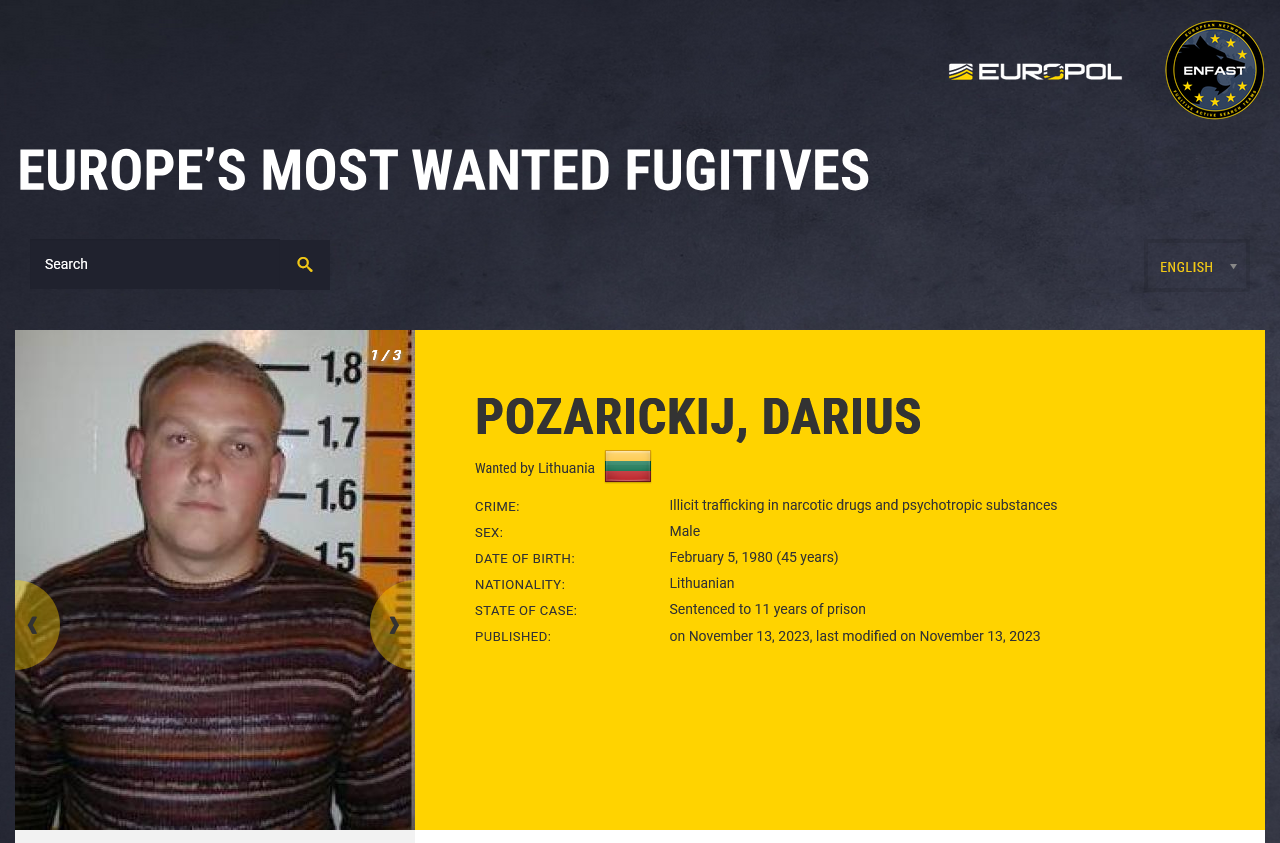 EUROPOL
EUROPEAN NETWORK
ENFAST
FUGITIVE ACTIVE SEARCH TEAMS
EUROPE’S MOST WANTED FUGITIVES
Search
ENGLISH
1 / 3
1,8
1,7
1,6
1,5
POZARICKIJ, DARIUS
Wanted by Lithuania
CRIME: Illicit trafficking in narcotic drugs and psychotropic substances
SEX: Male
DATE OF BIRTH: February 5, 1980 (45 years)
NATIONALITY: Lithuanian
STATE OF CASE: Sentenced to 11 years of prison
PUBLISHED: on November 13, 2023, last modified on November 13, 2023